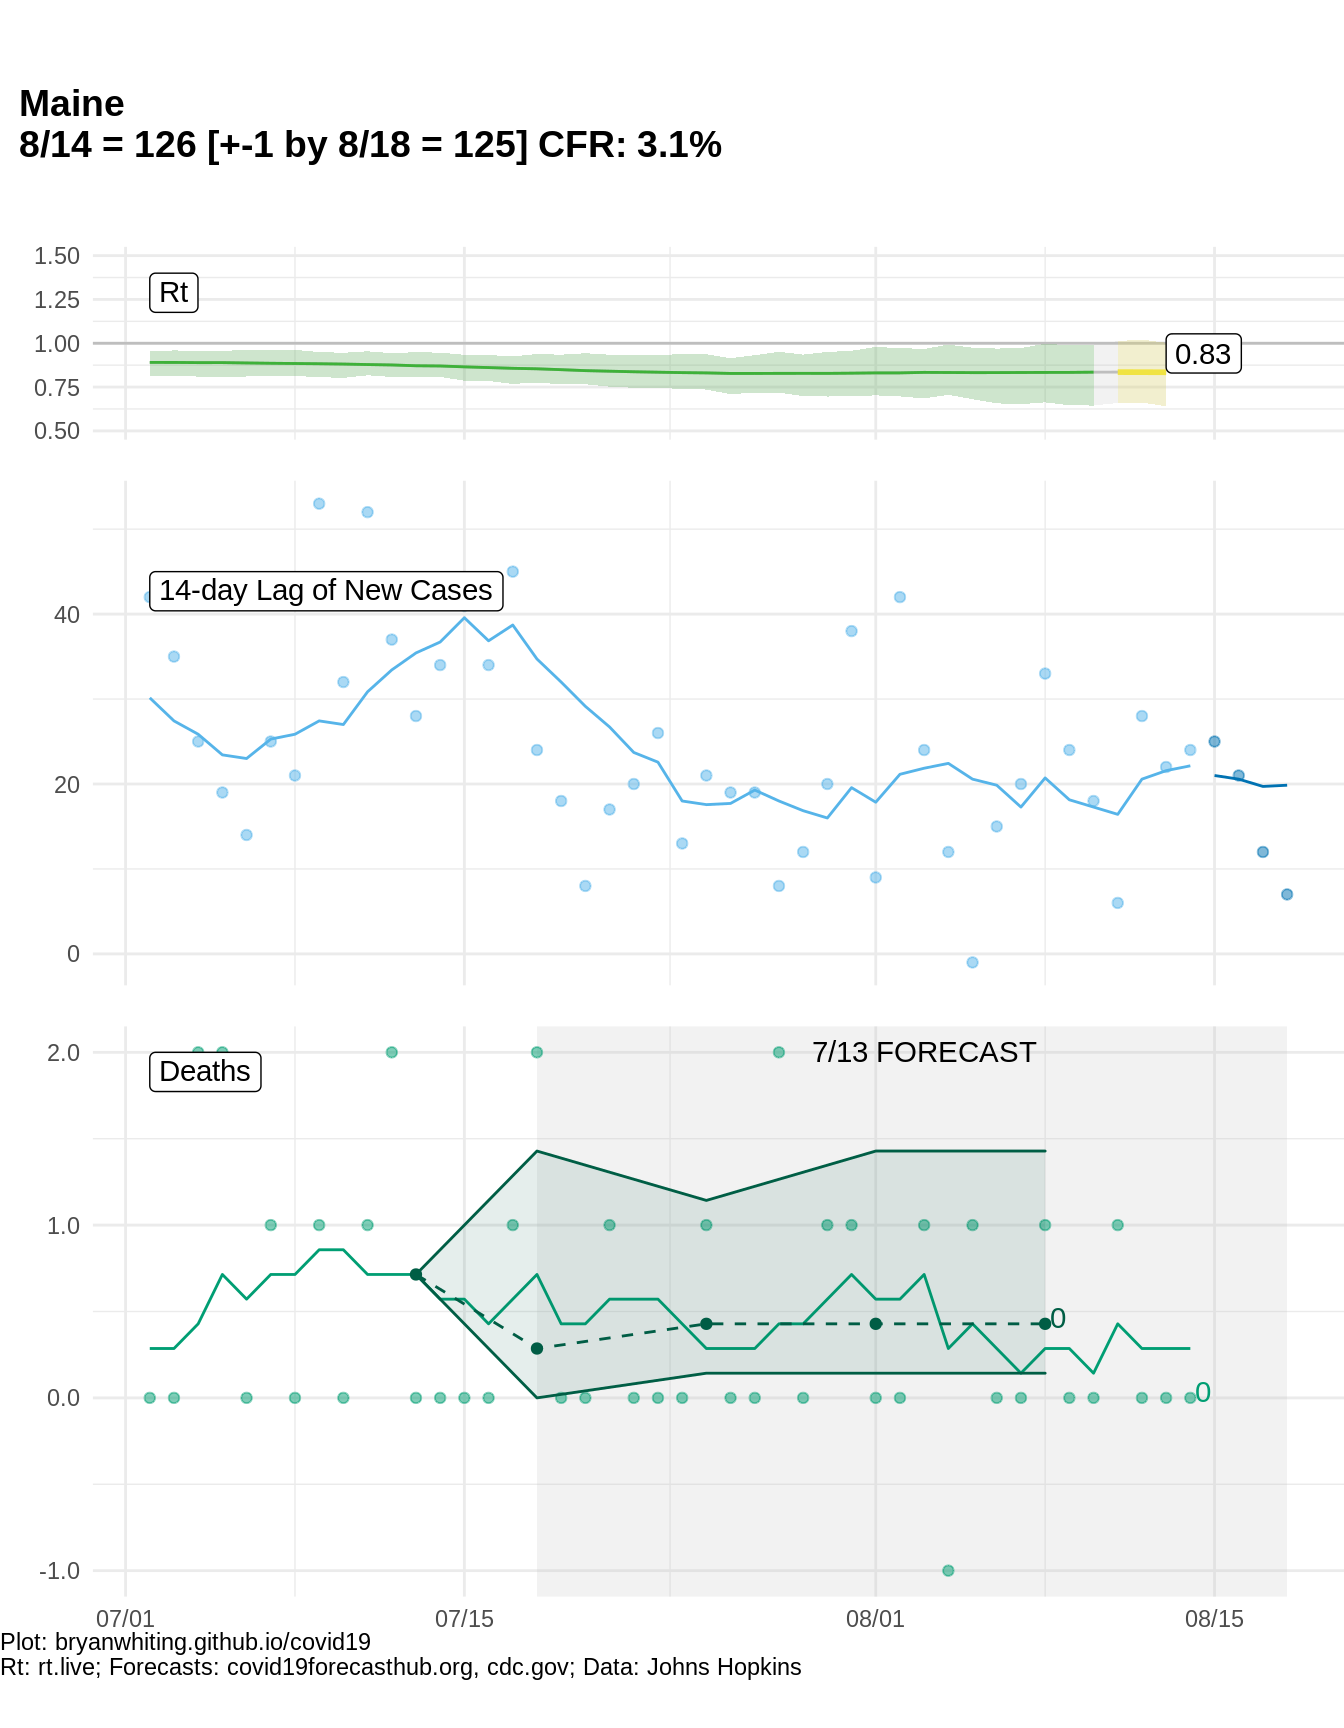 Maine
8/14 = 126 [+-1 by 8/18 = 125] CFR: 3.1%
1.50
Rt
1.25
1.00
0.83
0.75
0.50
14-day Lag of New Cases
40
20
0
2.0
7/13 FORECAST
Deaths
1.0
0
0.0
0
-1.0
07/01 07/15 08/01 08/15
Plot: bryanwhiting.github.io/covid19
Rt: rt.live; Forecasts: covid19forecasthub.org, cdc.gov; Data: Johns Hopkins